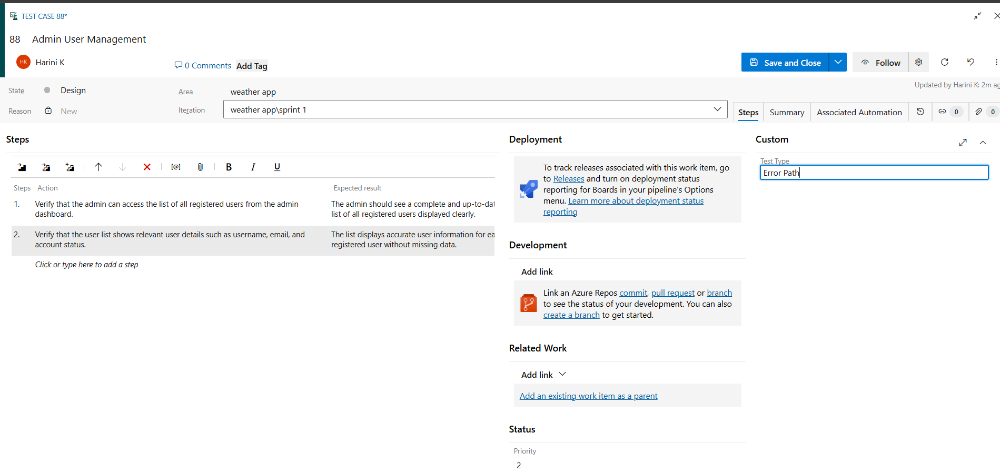 TEST CASE 88*
88 Admin User Management
HK Harini K
0 Comments Add Tag
Save and Close
Follow
State Design
Area weather app
Updated by Harini K: 2m ag
Reason New
Iteration weather app\sprint 1
Steps Summary Associated Automation 0 0
Steps
B I U
Steps Action Expected result
1. Verify that the admin can access the list of all registered users from the admin
dashboard.
The admin should see a complete and up-to-dat
list of all registered users displayed clearly.
2. Verify that the user list shows relevant user details such as username, email, and
account status.
The list displays accurate user information for ea
registered user without missing data.
Click or type here to add a step
Deployment
To track releases associated with this work item, go
to Releases and turn on deployment status
reporting for Boards in your pipeline's Options
menu. Learn more about deployment status
reporting
Development
Add link
Link an Azure Repos commit, pull request or branch
to see the status of your development. You can also
create a branch to get started.
Related Work
Add link
Add an existing work item as a parent
Status
Priority
2
Custom
Test Type
Error Path